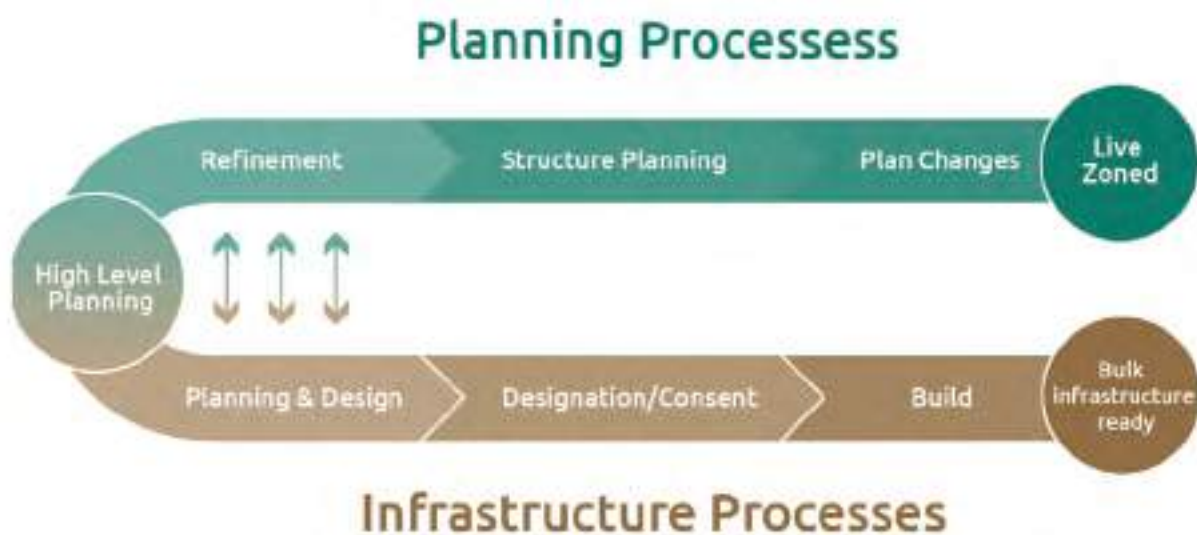 Planning Processess
Refinement
Structure Planning
Plan Changes
Live
Zoned
High Level
Planning
Planning & Design
Designation/Consent
Build
Bulk
infrastructure
ready
Infrastructure Processes